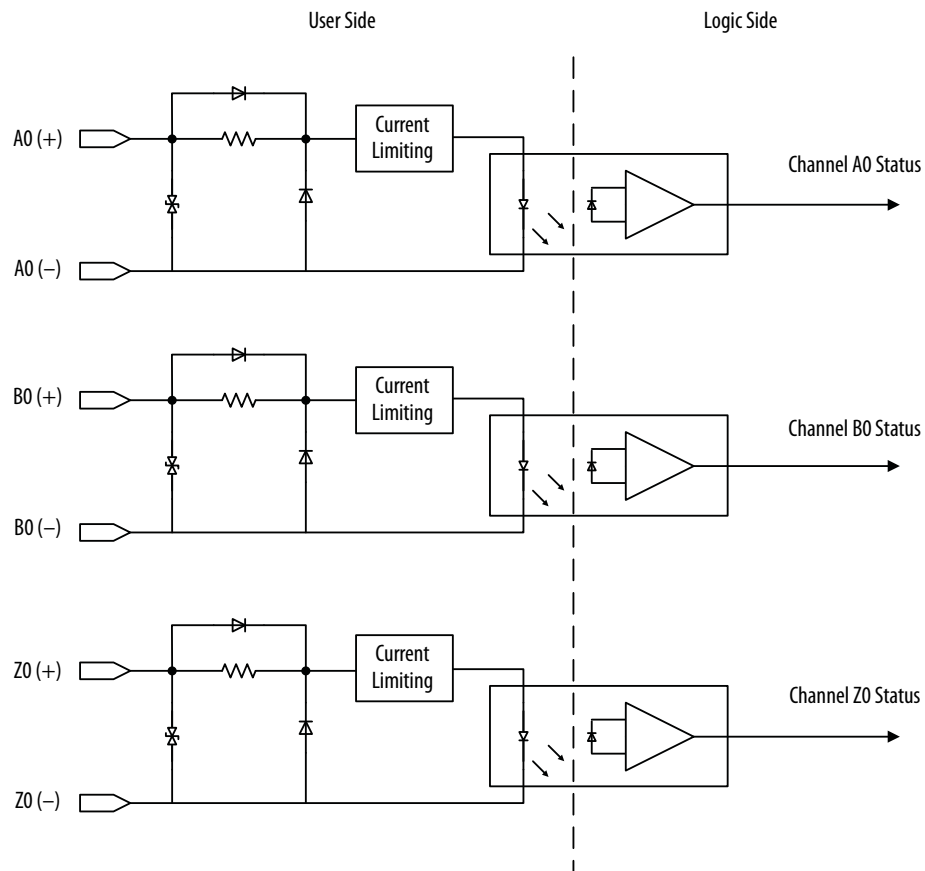 User Side
Logic Side
A0 (+)
Current
Limiting
Channel A0 Status
A0 (−)
B0 (+)
Current
Limiting
Channel B0 Status
B0 (−)
Z0 (+)
Current
Limiting
Channel Z0 Status
Z0 (−)